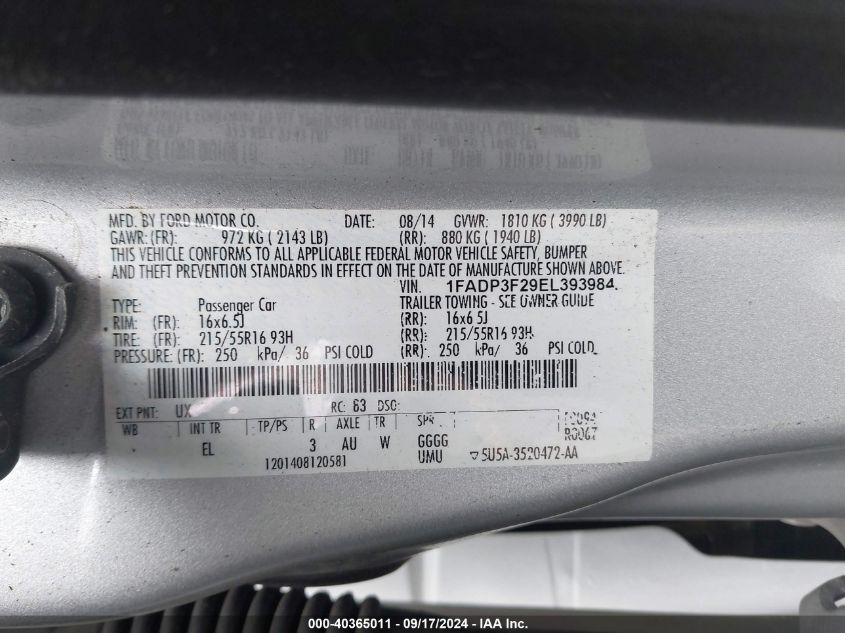 MFD. BY FORD MOTOR CO. DATE: 08/14 GVWR: 1810 KG ( 3990 LB)
GAWR: (FR): 972 KG ( 2143 LB) (RR): 880 KG ( 1940 LB)
THIS VEHICLE CONFORMS TO ALL APPLICABLE FEDERAL MOTOR VEHICLE SAFETY, BUMPER
AND THEFT PREVENTION STANDARDS IN EFFECT ON THE DATE OF MANUFACTURE SHOWN ABOVE.
VIN: 1FADP3F29EL393984
TYPE: Passenger Car TRAILER TOWING - SEE OWNER GUIDE
RIM: (FR): 16x6.5J (RR): 16x6.5J
TIRE: (FR): 215/55R16 93H (RR): 215/55R16 93H
PRESSURE: (FR): 250 kPa/ 36 PSI COLD (RR): 250 kPa/ 36 PSI COLD
EXT PNT: UX RC: 63 DSO:
WB INT TR TP/PS R AXLE TR SPR
EL 3 AU W GGGG
UMU
1201408120581 5U5A-3520472-AA
000-40365011 - 09/17/2024 - IAA Inc.